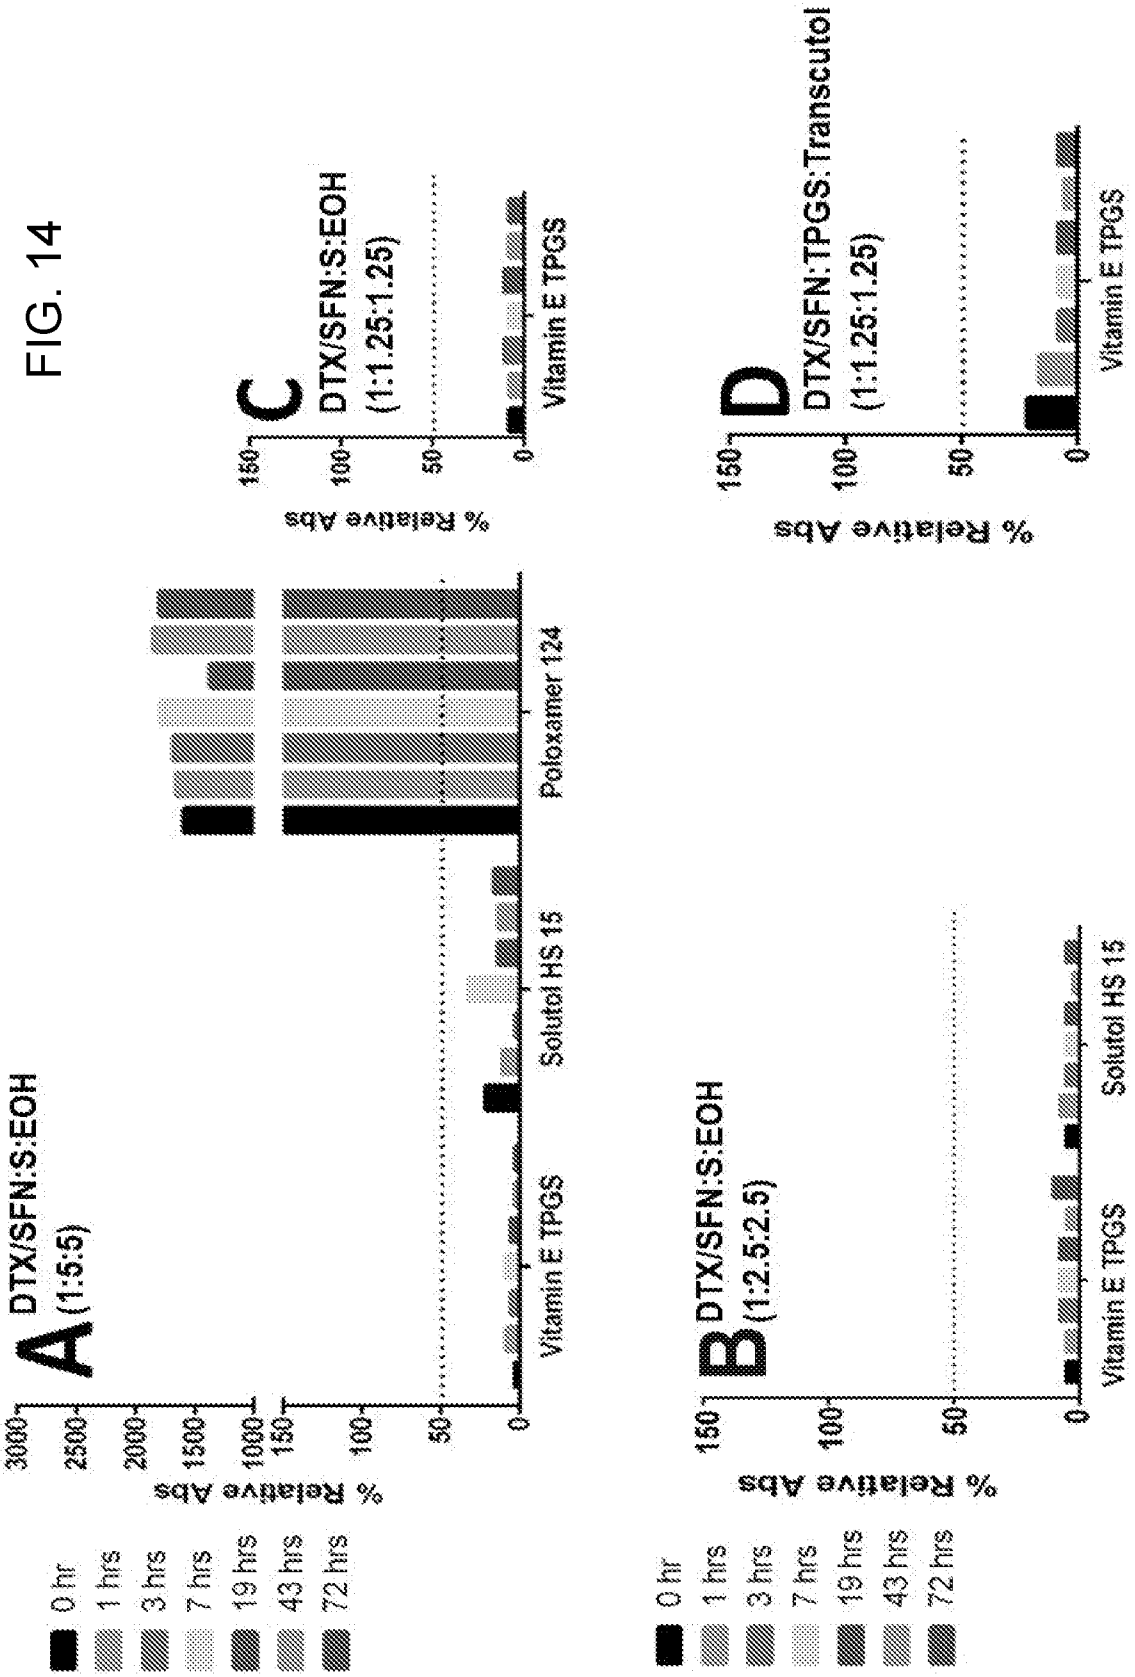 FIG. 14
A
DTX/SFN:S:EOH
(1:5:5)
% Relative Abs
3000
2500
2000
1500
1000
150
100
50
0
Vitamin E TPGS
Solutol HS 15
Poloxamer 124
0 hr
1 hrs
3 hrs
7 hrs
19 hrs
43 hrs
72 hrs
C
DTX/SFN:S:EOH
(1:1.25:1.25)
% Relative Abs
150
100
50
0
Vitamin E TPGS
B
DTX/SFN:S:EOH
(1:2.5:2.5)
% Relative Abs
150
100
50
0
Vitamin E TPGS
Solutol HS 15
0 hr
1 hrs
3 hrs
7 hrs
19 hrs
43 hrs
72 hrs
D
DTX/SFN:TPGS:Transcutol
(1:1.25:1.25)
% Relative Abs
150
100
50
0
Vitamin E TPGS